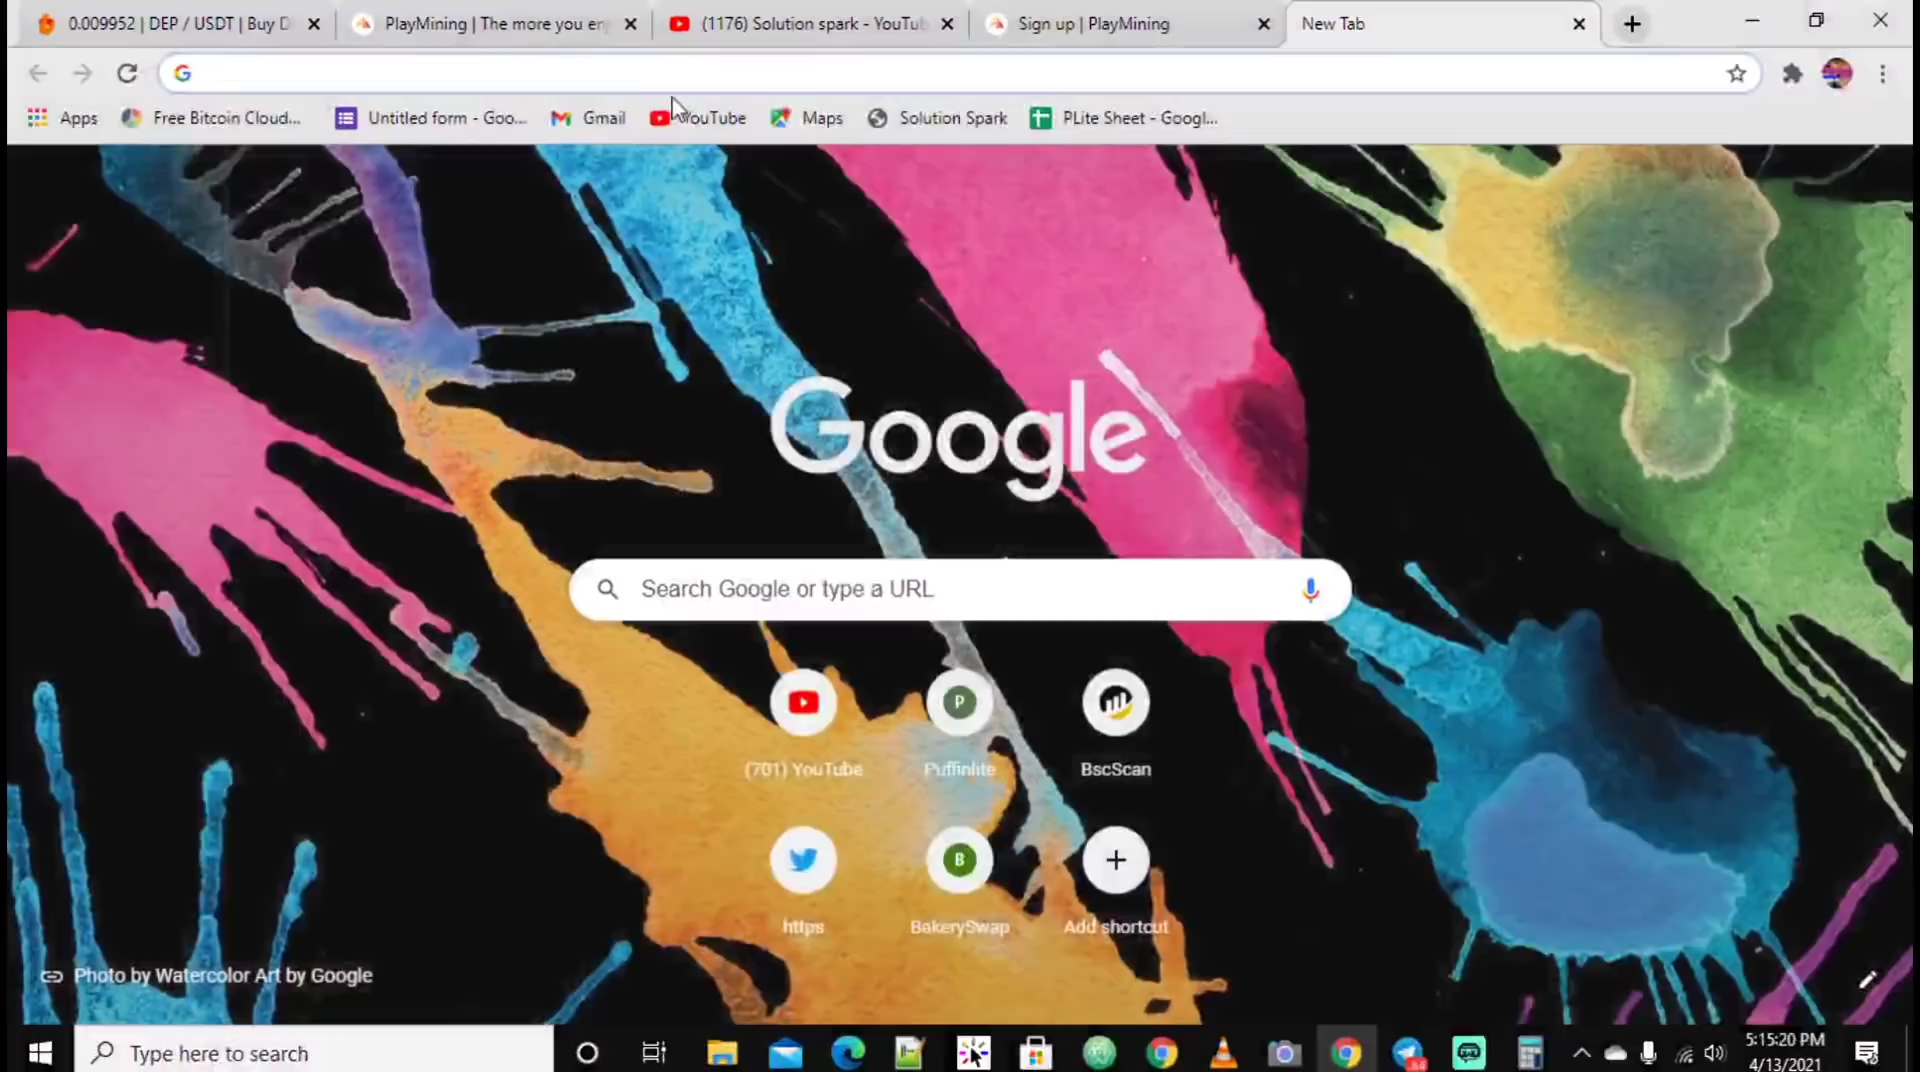 0.009952 | DEP / USDT | Buy D
PlayMining | The more you en
(1176) Solution spark - YouTub
Sign up | PlayMining
New Tab
Apps
Free Bitcoin Cloud...
Untitled form - Goo...
Gmail
YouTube
Maps
Solution Spark
PLite Sheet - Googl...
Google
Search Google or type a URL
P
(701) YouTube
Puffinlite
BscScan
B
https
BakerySwap
Add shortcut
Photo by Watercolor Art by Google
Type here to search
5:15:20 PM
4/13/2021